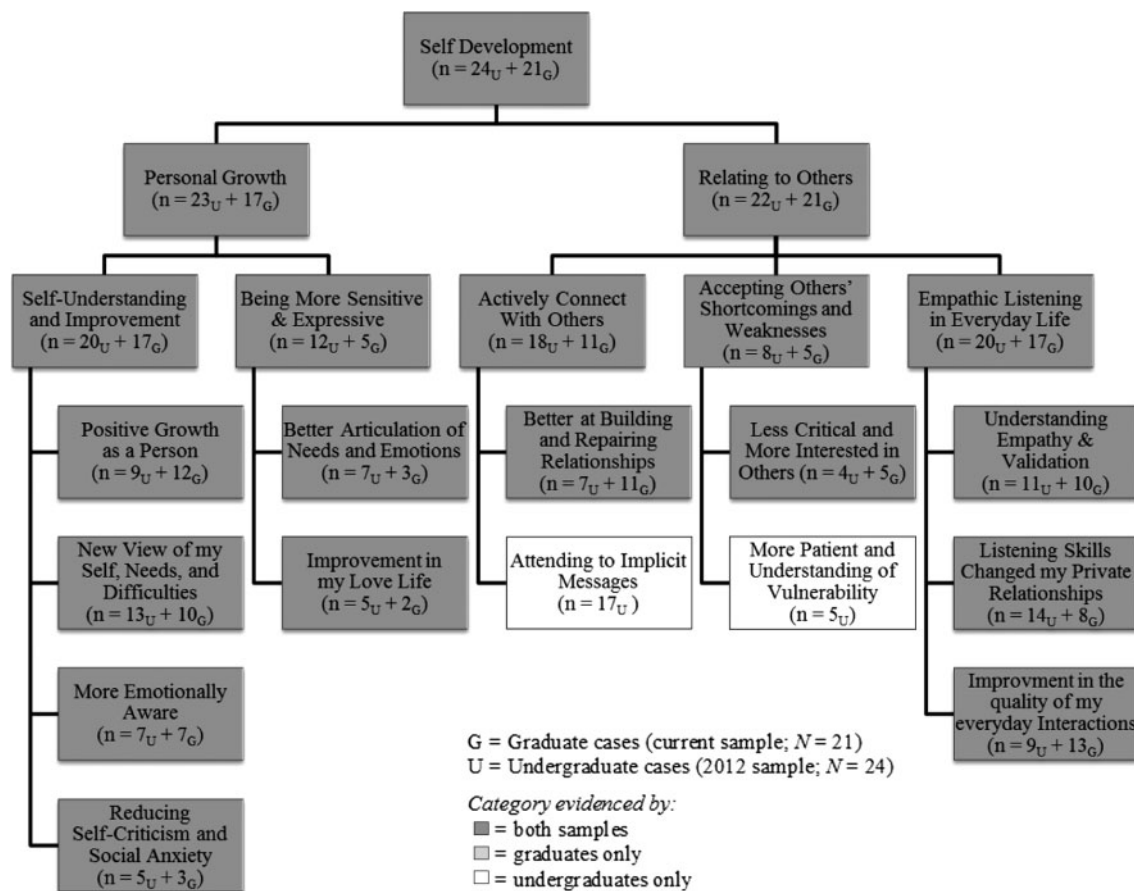 Self Development
(n = 24U + 21G)
Personal Growth
(n = 23U + 17G)
Relating to Others
(n = 22U + 21G)
Self-Understanding
and Improvement
(n = 20U + 17G)
Being More Sensitive
& Expressive
(n = 12U + 5G)
Actively Connect
With Others
(n = 18U + 11G)
Accepting Others’
Shortcomings and
Weaknesses
(n = 8U + 5G)
Empathic Listening
in Everyday Life
(n = 20U + 17G)
Positive Growth
as a Person
(n = 9U + 12G)
Better Articulation of
Needs and Emotions
(n = 7U + 3G)
Better at Building
and Repairing
Relationships
(n = 7U + 11G)
Less Critical and
More Interested in
Others (n = 4U + 5G)
Understanding
Empathy &
Validation
(n = 11U + 10G)
New View of my
Self, Needs, and
Difficulties
(n = 13U + 10G)
Improvement in
my Love Life
(n = 5U + 2G)
Attending to Implicit
Messages
(n = 17U )
More Patient and
Understanding of
Vulnerability
(n = 5U)
Listening Skills
Changed my Private
Relationships
(n = 14U + 8G)
More Emotionally
Aware
(n = 7U + 7G)
Improvment in the
quality of my
everyday Interactions
(n = 9U + 13G)
Reducing
Self-Criticism and
Social Anxiety
(n = 5U + 3G)
G = Graduate cases (current sample; N = 21)
U = Undergraduate cases (2012 sample; N = 24)
Category evidenced by:
= both samples
= graduates only
= undergraduates only